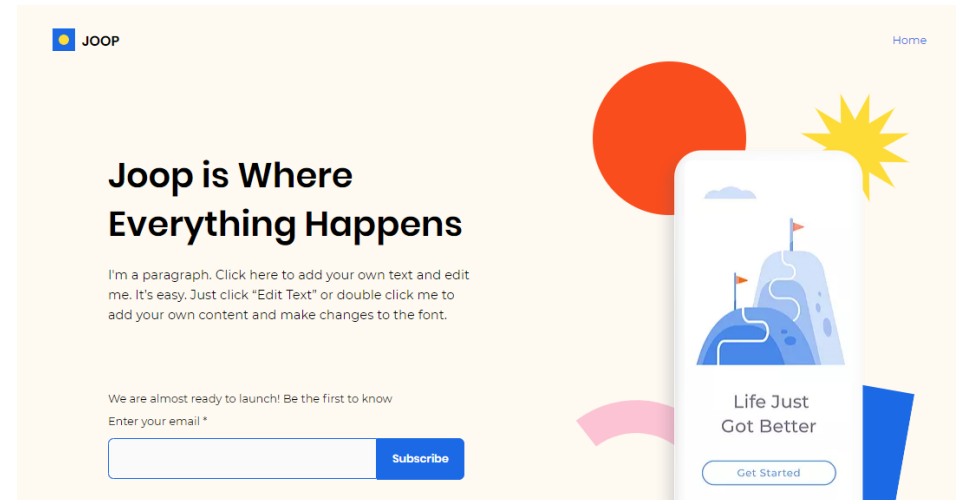 JOOP
Home
Joop is Where
Everything Happens
I'm a paragraph. Click here to add your own text and edit
me. It's easy. Just click “Edit Text” or double click me to
add your own content and make changes to the font.
We are almost ready to launch! Be the first to know
Enter your email *
Subscribe
Life Just
Got Better
Get Started